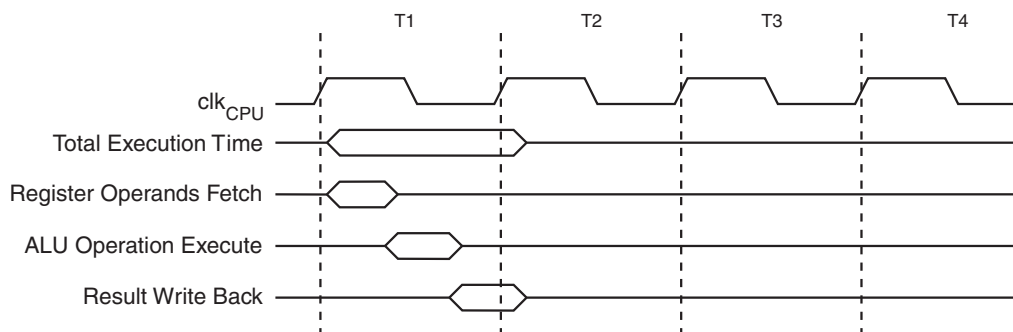 T1 T2 T3 T4
clkCPU
Total Execution Time
Register Operands Fetch
ALU Operation Execute
Result Write Back